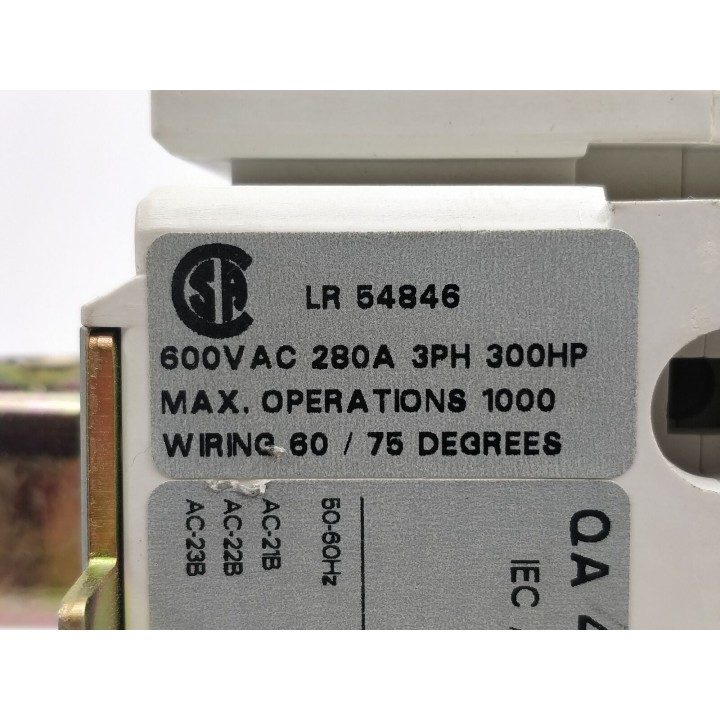 CSA
LR 54846
600VAC 280A 3PH 300HP
MAX. OPERATIONS 1000
WIRING 60 / 75 DEGREES
50-60Hz
AC-21B
AC-22B
AC-23B
QA
IEC